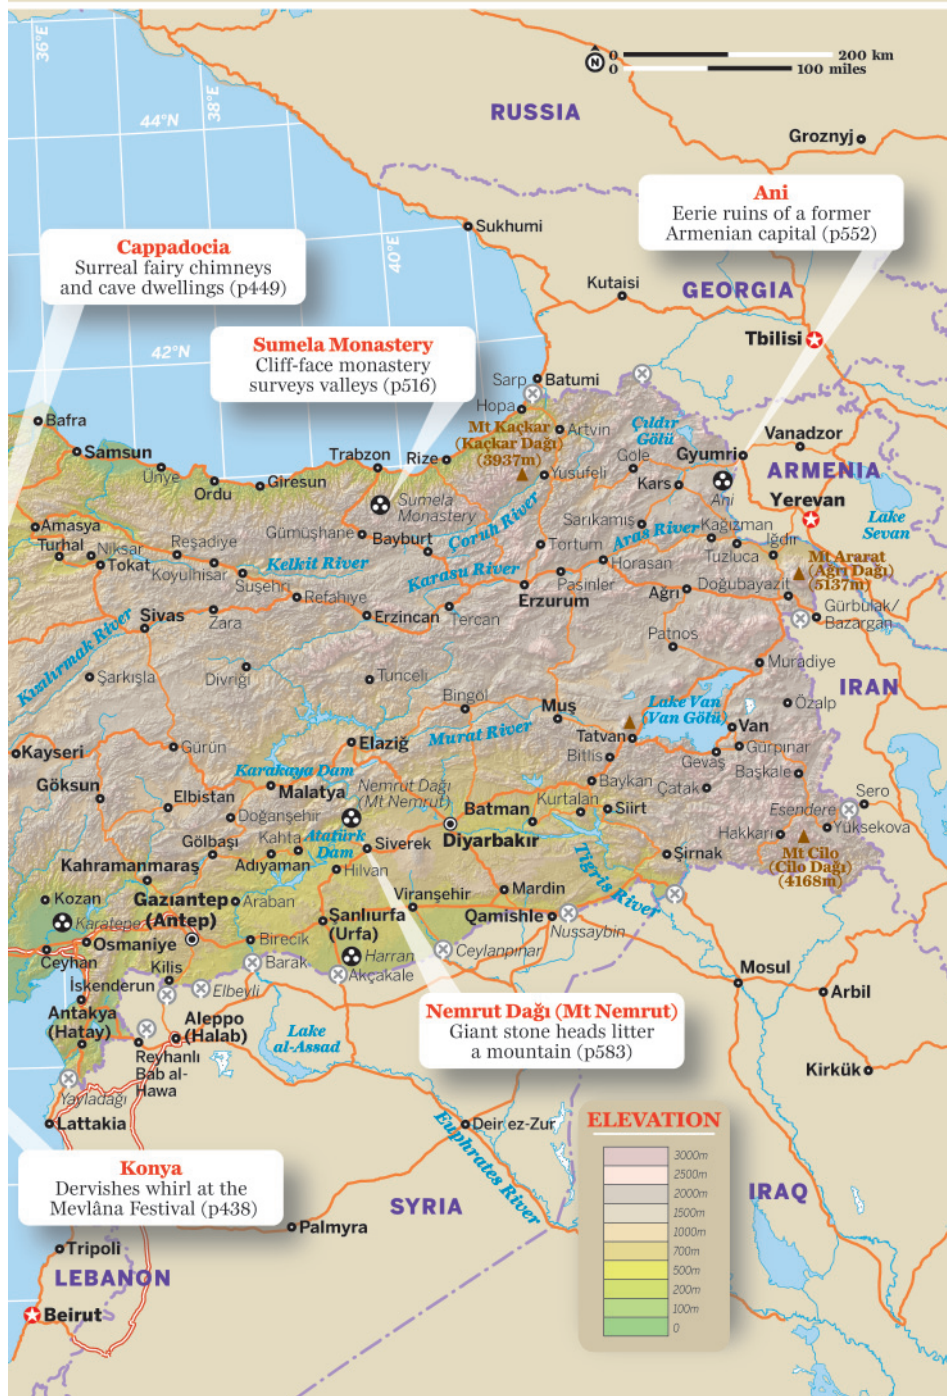 36°E
38°E
44°N
0 200 km
N
0 100 miles
RUSSIA
Groznyj
Ani
Eerie ruins of a former
Armenian capital (p552)
Sukhumi
40°E
Cappadocia
Surreal fairy chimneys
and cave dwellings (p449)
Kutaisi
GEORGIA
Tbilisi
42°N
Sumela Monastery
Cliff-face monastery
surveys valleys (p516)
Sarp
Batumi
Hopa
Mt Kaçkar
(Kaçkar Dağı)
(3937m)
Artvin
Çıldır
Gölü
Bafra
Samsun
Ünye
Ordu
Giresun
Trabzon
Rize
Yusufeli
Göle
Gyumri
Vanadzor
ARMENIA
Kars
Ani
Yerevan
Lake
Sevan
Sumela
Monastery
Amasya
Turhal
Niksar
Tokat
Reşadiye
Koyulhisar
Suşehri
Gümüşhane
Bayburt
Çoruh River
Kelkit River
Karasu River
Sarıkamış
Aras River
Kağızman
Tuzluca
Iğdır
Tortum
Horasan
Pasinler
Mt Ararat
(Ağrı Dağı)
5137m)
Doğubayazıt
Refahiye
Erzurum
Ağrı
Gürbulak/
Bazargan
Kızılırmak River
Sivas
Zara
Erzincan
Tercan
Patnos
Şarkışla
Divriği
Tunceli
Muradiye
IRAN
Bingöl
Muş
Lake Van
(Van Gölü)
Özalp
Van
Kayseri
Gürün
Elazığ
Murat River
Tatvan
Bitlis
Gevaş
Gürpınar
Göksun
Karakaya Dam
Malatya
Nemrut Dağı
(Mt Nemrut)
Baykan
Çatak
Başkale
Elbistan
Doğanşehir
Batman
Kurtalan
Siirt
Esendere
Sero
Gölbaşı
Kahta
Atatürk
Dam
Siverek
Diyarbakır
Hakkari
Yüksekova
Adıyaman
Hilvan
Tigris River
Şirnak
Mt Cilo
(Cilo Dağı)
(4168m)
Kahramanmaraş
Kozan
Gazıantep
(Antep)
Araban
Viranşehir
Mardin
Karatepe
Şanlıurfa
(Urfa)
Qamishle
Osmaniye
Birecik
Nussaybin
Ceyhan
Kilis
Barak
Harran
Ceylanpınar
Akçakale
Mosul
İskenderun
Elbeyli
Arbil
Antakya
(Hatay)
Aleppo
(Halab)
Lake
al-Assad
Nemrut Dağı (Mt Nemrut)
Giant stone heads litter
a mountain (p583)
Reyhanlı
Bab al-
Hawa
Kirkük
Yayladağı
Lattakia
Deir ez-Zur
Euphrates River
Konya
Dervishes whirl at the
Mevlâna Festival (p438)
SYRIA
IRAQ
Palmyra
Tripoli
LEBANON
Beirut
ELEVATION
3000m
2500m
2000m
1500m
1000m
700m
500m
200m
100m
0